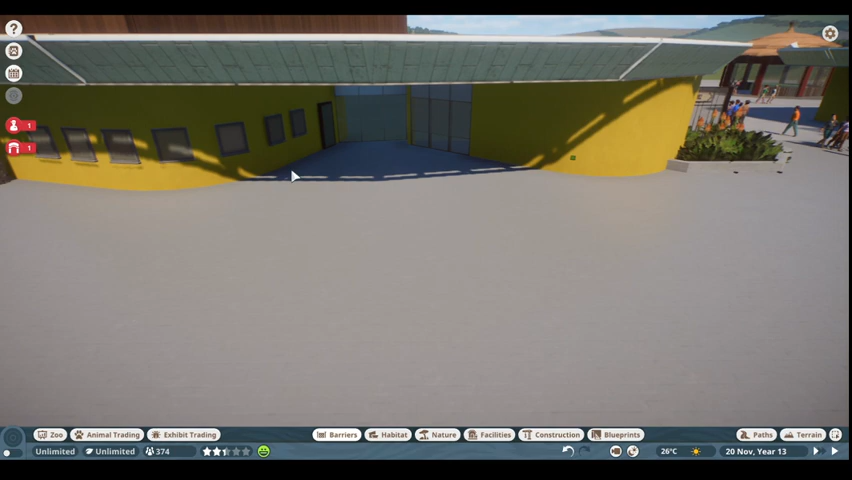 ?
1
1
Zoo Animal Trading Exhibit Trading Barriers Habitat Nature Facilities Construction Blueprints Paths Terrain
Unlimited Unlimited 374 26°C 20 Nov, Year 13